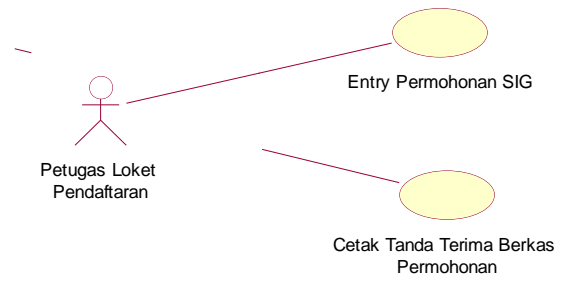 Entry Permohonan SIG
Petugas Loket
Pendaftaran
Cetak Tanda Terima Berkas
Permohonan